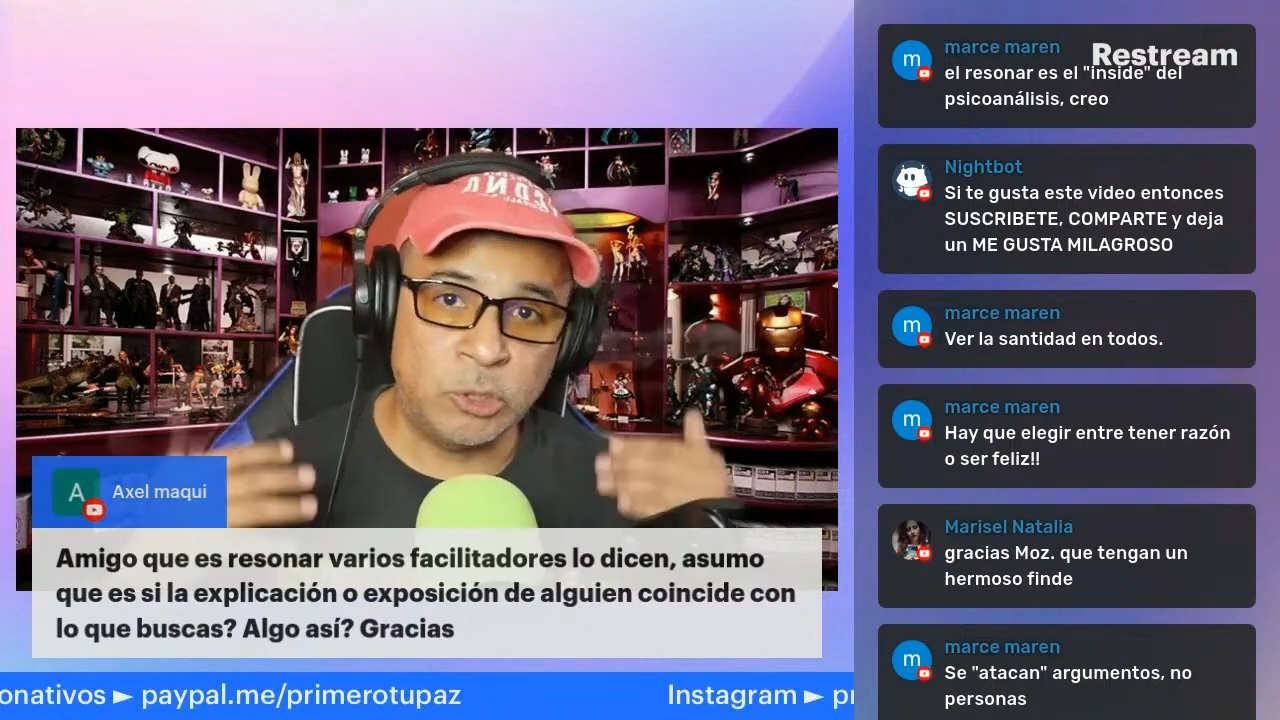 marce maren
Restream
el resonar es el "inside" del
psicoanálisis, creo
Nightbot
Si te gusta este video entonces
SUSCRIBETE, COMPARTE y deja
un ME GUSTA MILAGROSO
marce maren
Ver la santidad en todos.
marce maren
Hay que elegir entre tener razón
o ser feliz!!
Marisel Natalia
gracias Moz. que tengan un
hermoso finde
marce maren
Se "atacan" argumentos, no
personas
A Axel maqui
Amigo que es resonar varios facilitadores lo dicen, asumo
que es si la explicación o exposición de alguien coincide con
lo que buscas? Algo así? Gracias
onativos ► paypal.me/primerotupaz
Instagram ► pr